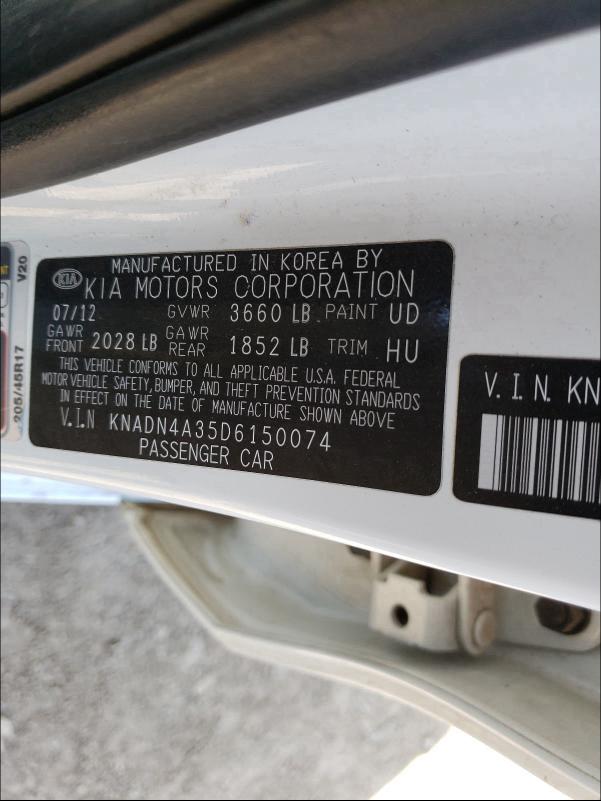 MANUFACTURED IN KOREA BY
KIA KIA MOTORS CORPORATION
07/12 GVWR 3660 LB PAINT UD
GAWR FRONT 2028 LB GAWR REAR 1852 LB TRIM HU
THIS VEHICLE CONFORMS TO ALL APPLICABLE U.S.A. FEDERAL
MOTOR VEHICLE SAFETY, BUMPER, AND THEFT PREVENTION STANDARDS
IN EFFECT ON THE DATE OF MANUFACTURE SHOWN ABOVE
V.I.N KNADN4A35D6150074
PASSENGER CAR
V.I.N. KN
V20
205/45R17